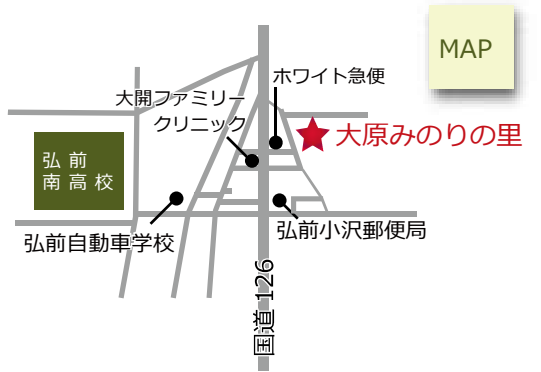 MAP
ホワイト急便
大開ファミリー
クリニック
大原みのりの里
弘前
南高校
弘前自動車学校
弘前小沢郵便局
国道 126